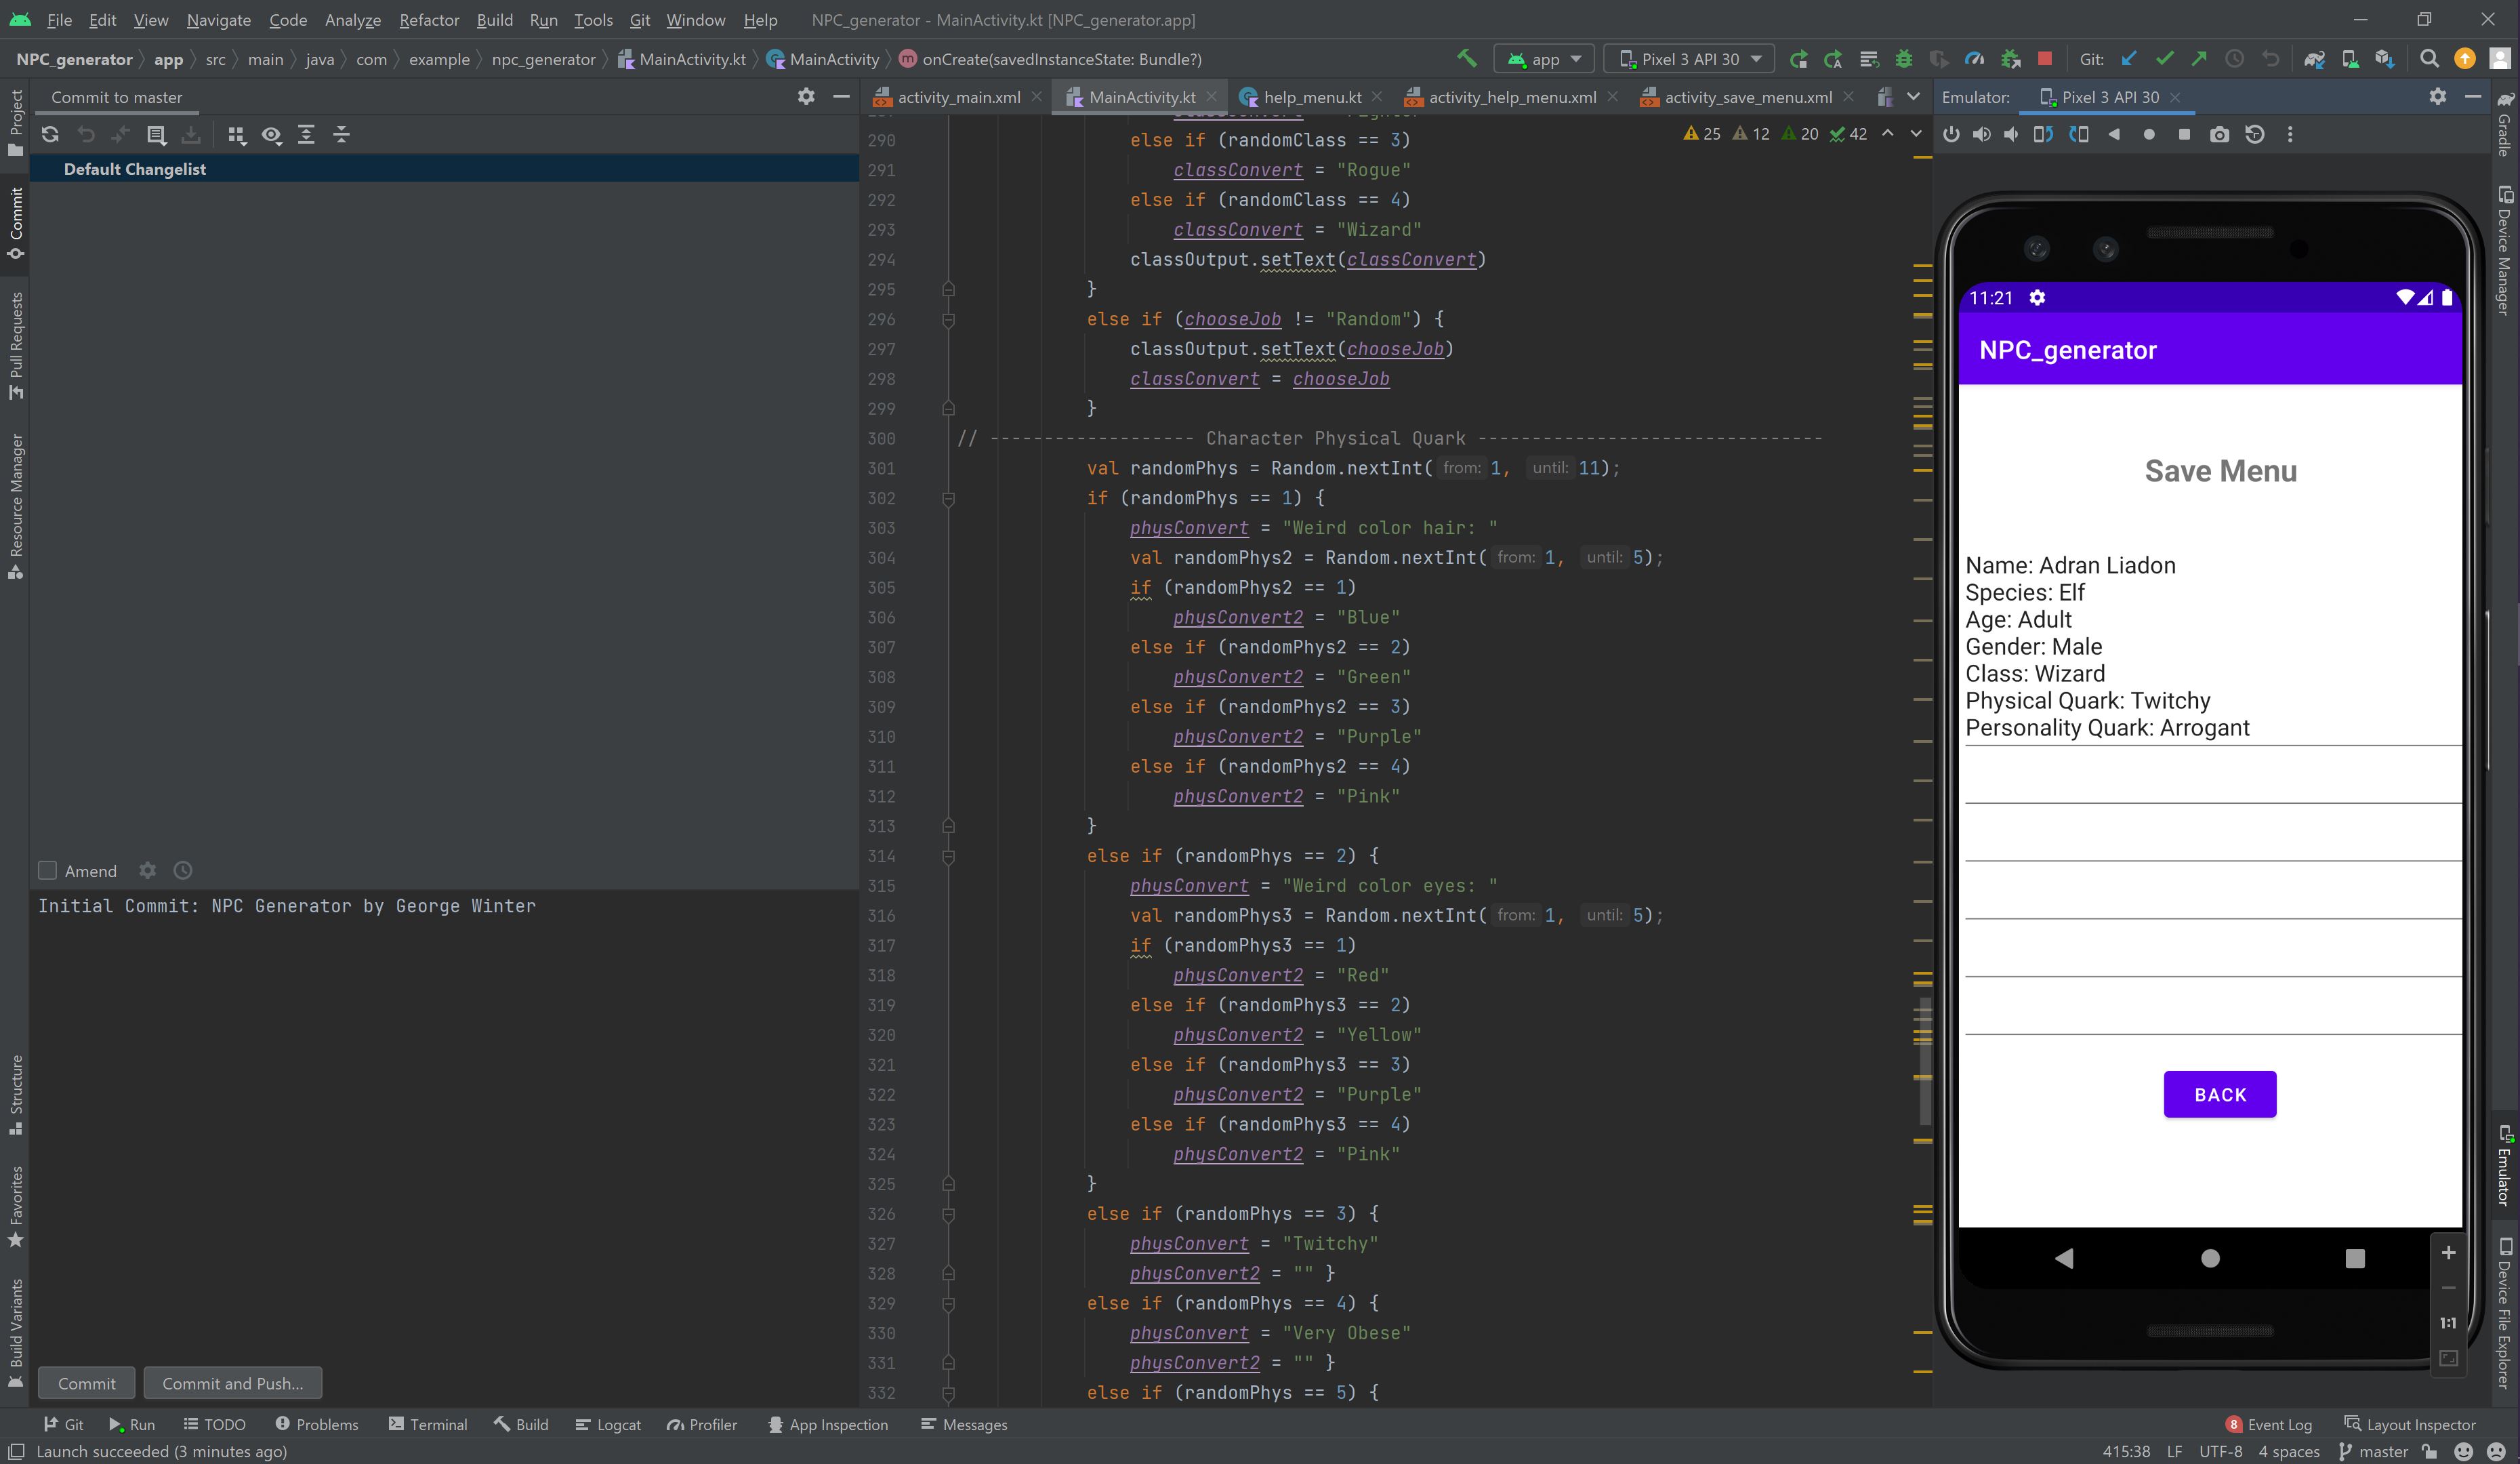 File Edit View Navigate Code Analyze Refactor Build Run Tools Git Window Help NPC_generator - MainActivity.kt [NPC_generator.app]
NPC_generator app src main java com example npc_generator MainActivity.kt MainActivity onCreate(savedInstanceState: Bundle?) app Pixel 3 API 30 Git:
Commit to master
activity_main.xml MainActivity.kt help_menu.kt activity_help_menu.xml activity_save_menu.xml
Emulator: Pixel 3 API 30
Project
Commit
Pull Requests
Resource Manager
Structure
Favorites
Build Variants
Default Changelist
Amend
Initial Commit: NPC Generator by George Winter
Commit Commit and Push...
25 12 20 42
290 else if (randomClass == 3)
291 classConvert = "Rogue"
292 else if (randomClass == 4)
293 classConvert = "Wizard"
294 classOutput.setText(classConvert)
295 }
296 else if (chooseJob != "Random") {
297 classOutput.setText(chooseJob)
298 classConvert = chooseJob
299 }
300 // ------------------- Character Physical Quark --------------------------------
301 val randomPhys = Random.nextInt( from: 1, until: 11);
302 if (randomPhys == 1) {
303 physConvert = "Weird color hair: "
304 val randomPhys2 = Random.nextInt( from: 1, until: 5);
305 if (randomPhys2 == 1)
306 physConvert2 = "Blue"
307 else if (randomPhys2 == 2)
308 physConvert2 = "Green"
309 else if (randomPhys2 == 3)
310 physConvert2 = "Purple"
311 else if (randomPhys2 == 4)
312 physConvert2 = "Pink"
313 }
314 else if (randomPhys == 2) {
315 physConvert = "Weird color eyes: "
316 val randomPhys3 = Random.nextInt( from: 1, until: 5);
317 if (randomPhys3 == 1)
318 physConvert2 = "Red"
319 else if (randomPhys3 == 2)
320 physConvert2 = "Yellow"
321 else if (randomPhys3 == 3)
322 physConvert2 = "Purple"
323 else if (randomPhys3 == 4)
324 physConvert2 = "Pink"
325 }
326 else if (randomPhys == 3) {
327 physConvert = "Twitchy"
328 physConvert2 = "" }
329 else if (randomPhys == 4) {
330 physConvert = "Very Obese"
331 physConvert2 = "" }
332 else if (randomPhys == 5) {
11:21
NPC_generator
Save Menu
Name: Adran Liadon
Species: Elf
Age: Adult
Gender: Male
Class: Wizard
Physical Quark: Twitchy
Personality Quark: Arrogant
BACK
1:1
Gradle
Device Manager
Emulator
Device File Explorer
Git Run TODO Problems Terminal Build Logcat Profiler App Inspection Messages 8 Event Log Layout Inspector
Launch succeeded (3 minutes ago) 415:38 LF UTF-8 4 spaces master